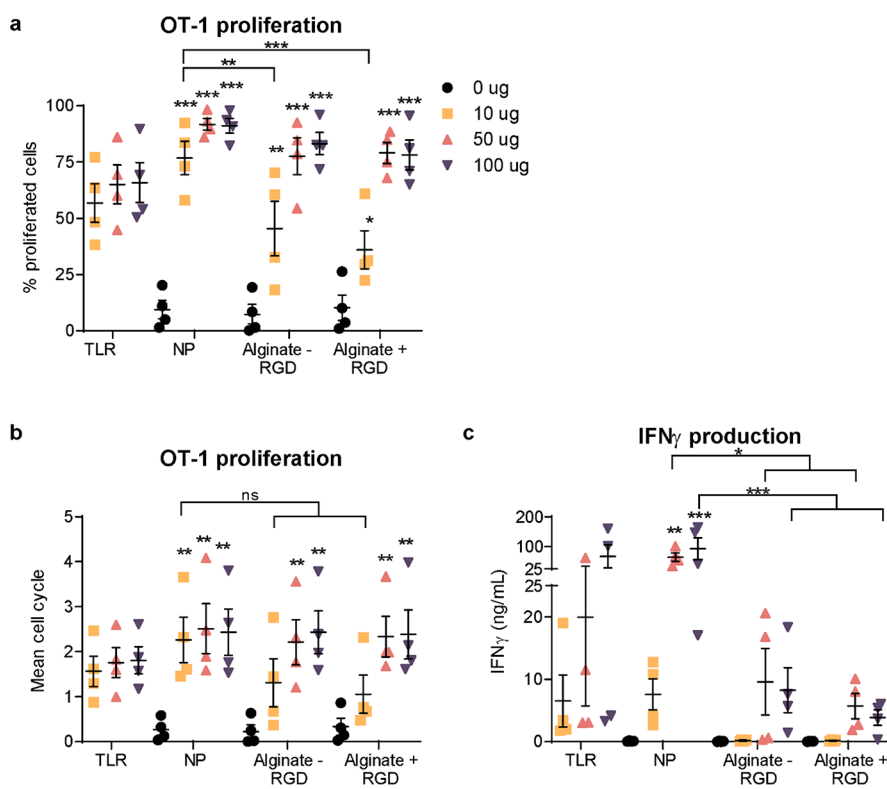 a
OT-1 proliferation
***
**
*** *** ***
** *** ***
* *** ***
% proliferated cells
100
75
50
25
0
TLR
NP
Alginate -
RGD
Alginate +
RGD
0 ug
10 ug
50 ug
100 ug
b
OT-1 proliferation
ns
** ** **
** **
** **
Mean cell cycle
5
4
3
2
1
0
TLR
NP
Alginate -
RGD
Alginate +
RGD
c
IFNγ production
*
***
** ***
IFNγ (ng/mL)
200
100
25
20
10
0
TLR
NP
Alginate -
RGD
Alginate +
RGD